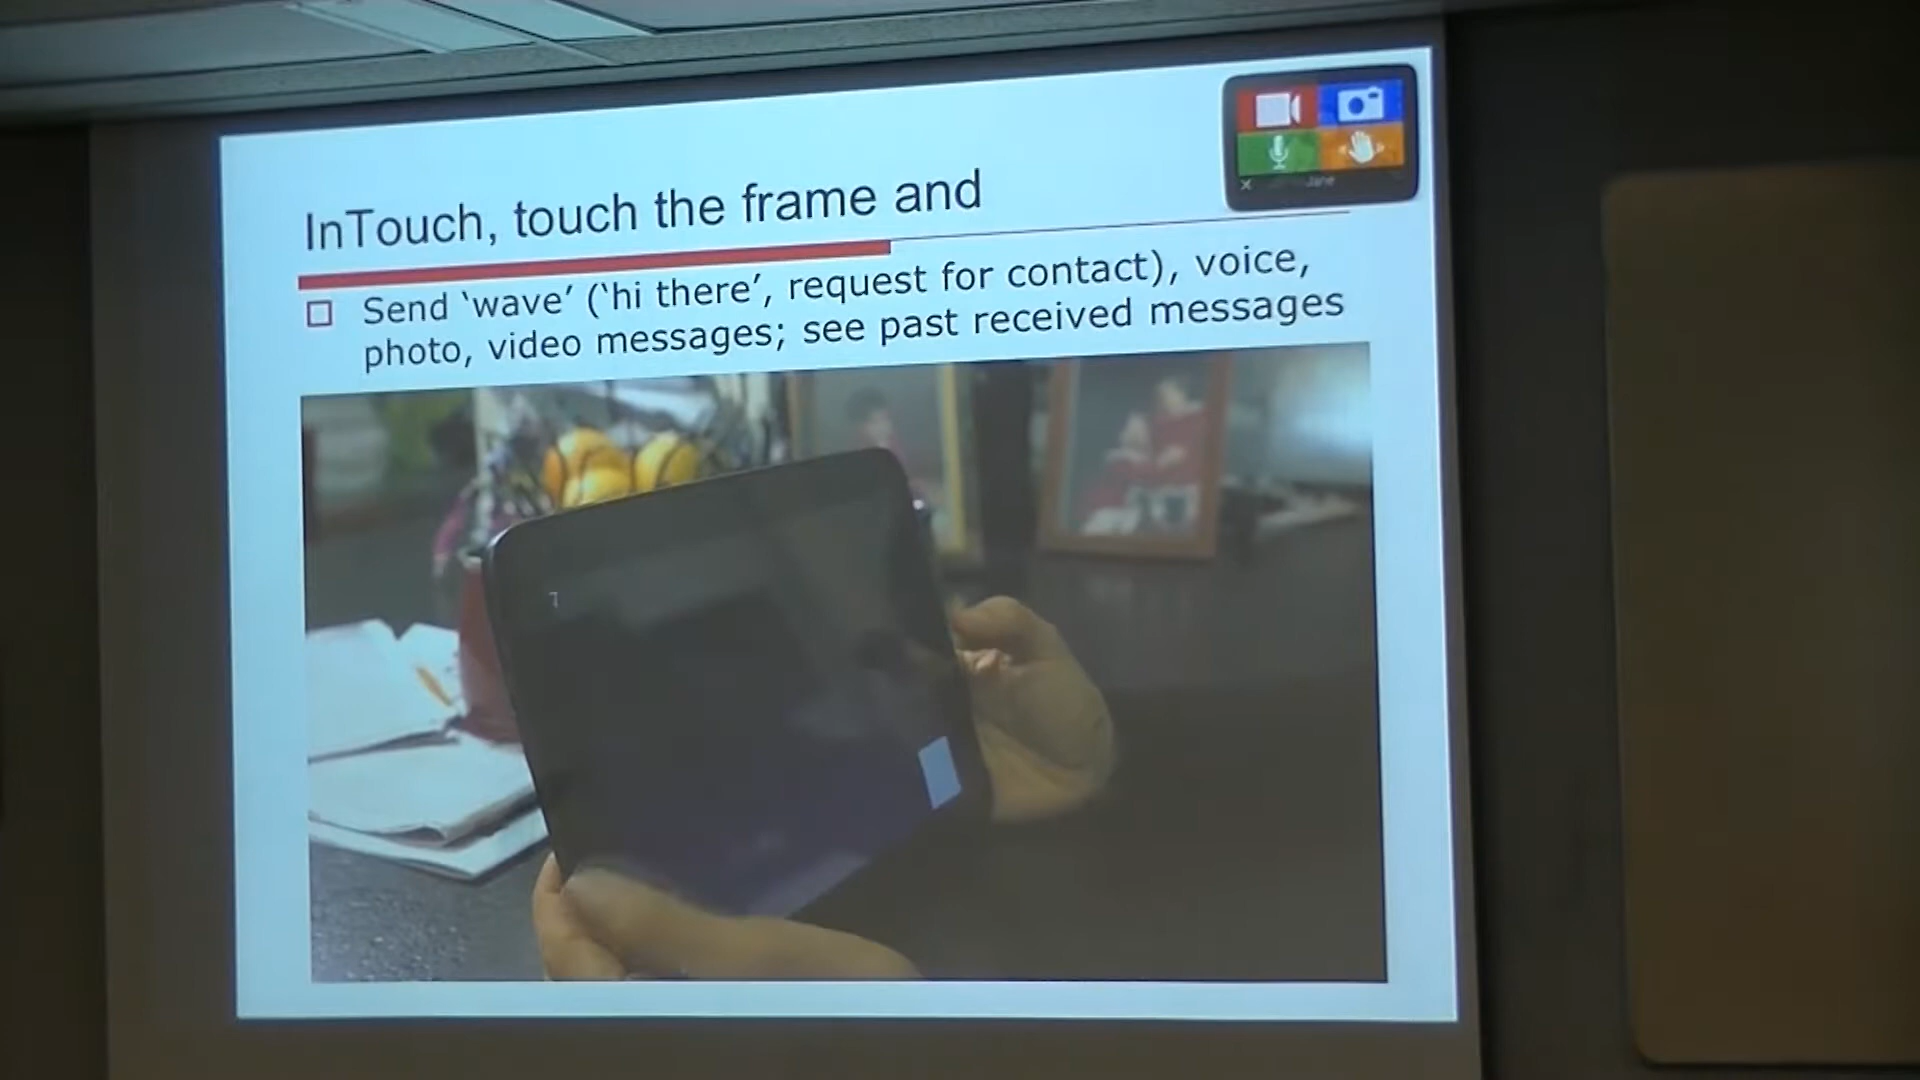 InTouch, touch the frame and
Send ‘wave’ (‘hi there’, request for contact), voice,
photo, video messages; see past received messages
Jane